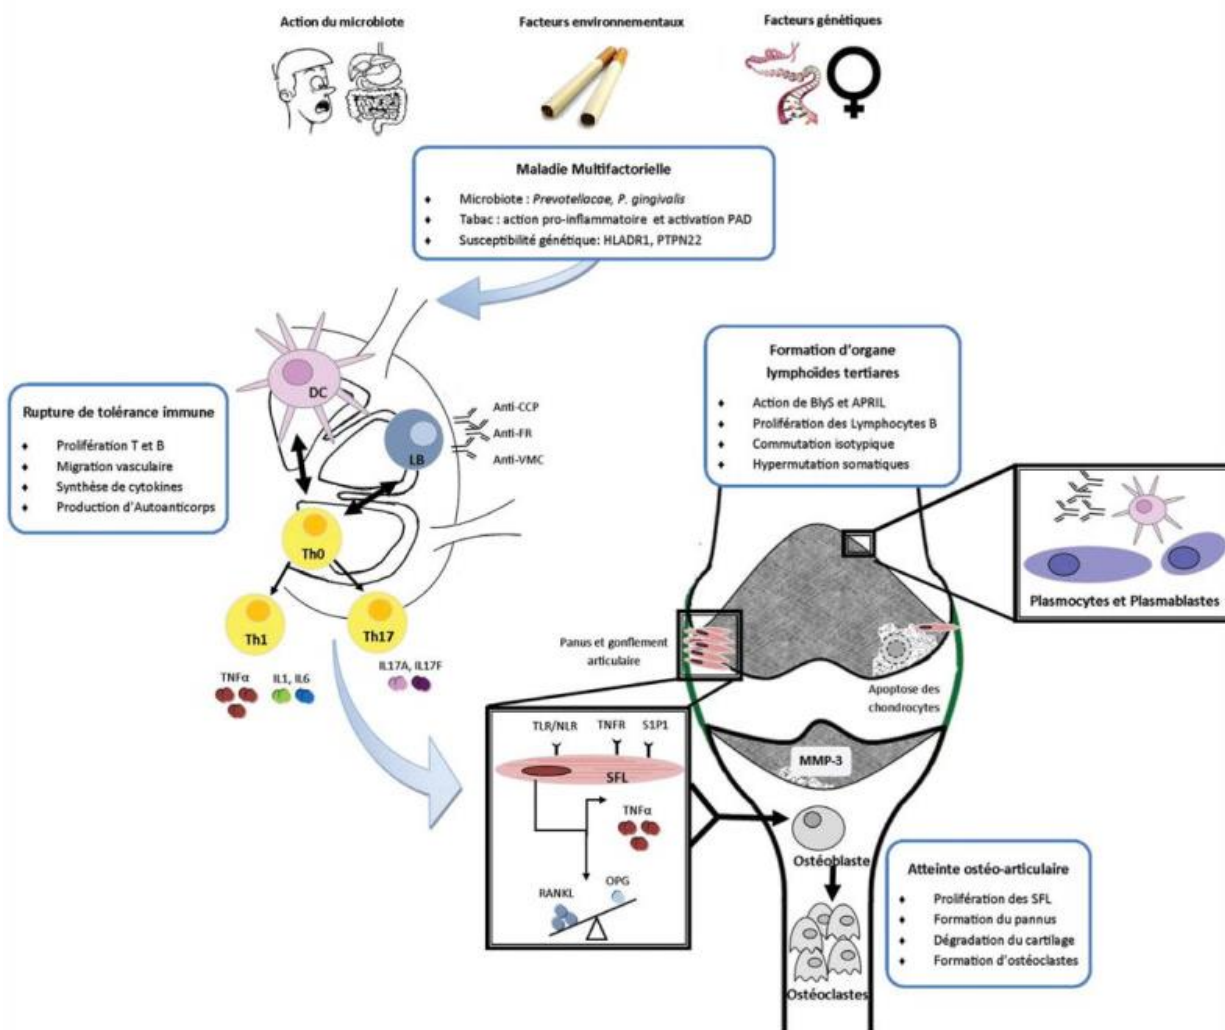 Action du microbiote
Facteurs environnementaux
Facteurs génétiques
Maladie Multifactorielle
♦ Microbiote : Prevotellacae, P. gingivalis
♦ Tabac : action pro-inflammatoire et activation PAD
♦ Susceptibilité génétique: HLADR1, PTPN22
Rupture de tolérance immune
♦ Prolifération T et B
♦ Migration vasculaire
♦ Synthèse de cytokines
♦ Production d'Autoanticorps
DC
LB
Anti-CCP
Anti-FR
Anti-VMC
Th0
Th1
Th17
TNFα
IL1, IL6
IL17A, IL17F
Formation d'organe
lymphoïdes tertiares
♦ Action de BlyS et APRIL
♦ Prolifération des Lymphocytes B
♦ Commutation isotypique
♦ Hypermutation somatiques
Plasmocytes et Plasmablastes
Panus et gonflement
articulaire
Apoptose des
chondrocytes
MMP-3
TLR/NLR
TNFR
S1P1
SFL
TNFα
RANKL
OPG
Ostéoblaste
Ostéoclastes
Atteinte ostéo-articulaire
♦ Prolifération des SFL
♦ Formation du pannus
♦ Dégradation du cartilage
♦ Formation d'ostéoclastes